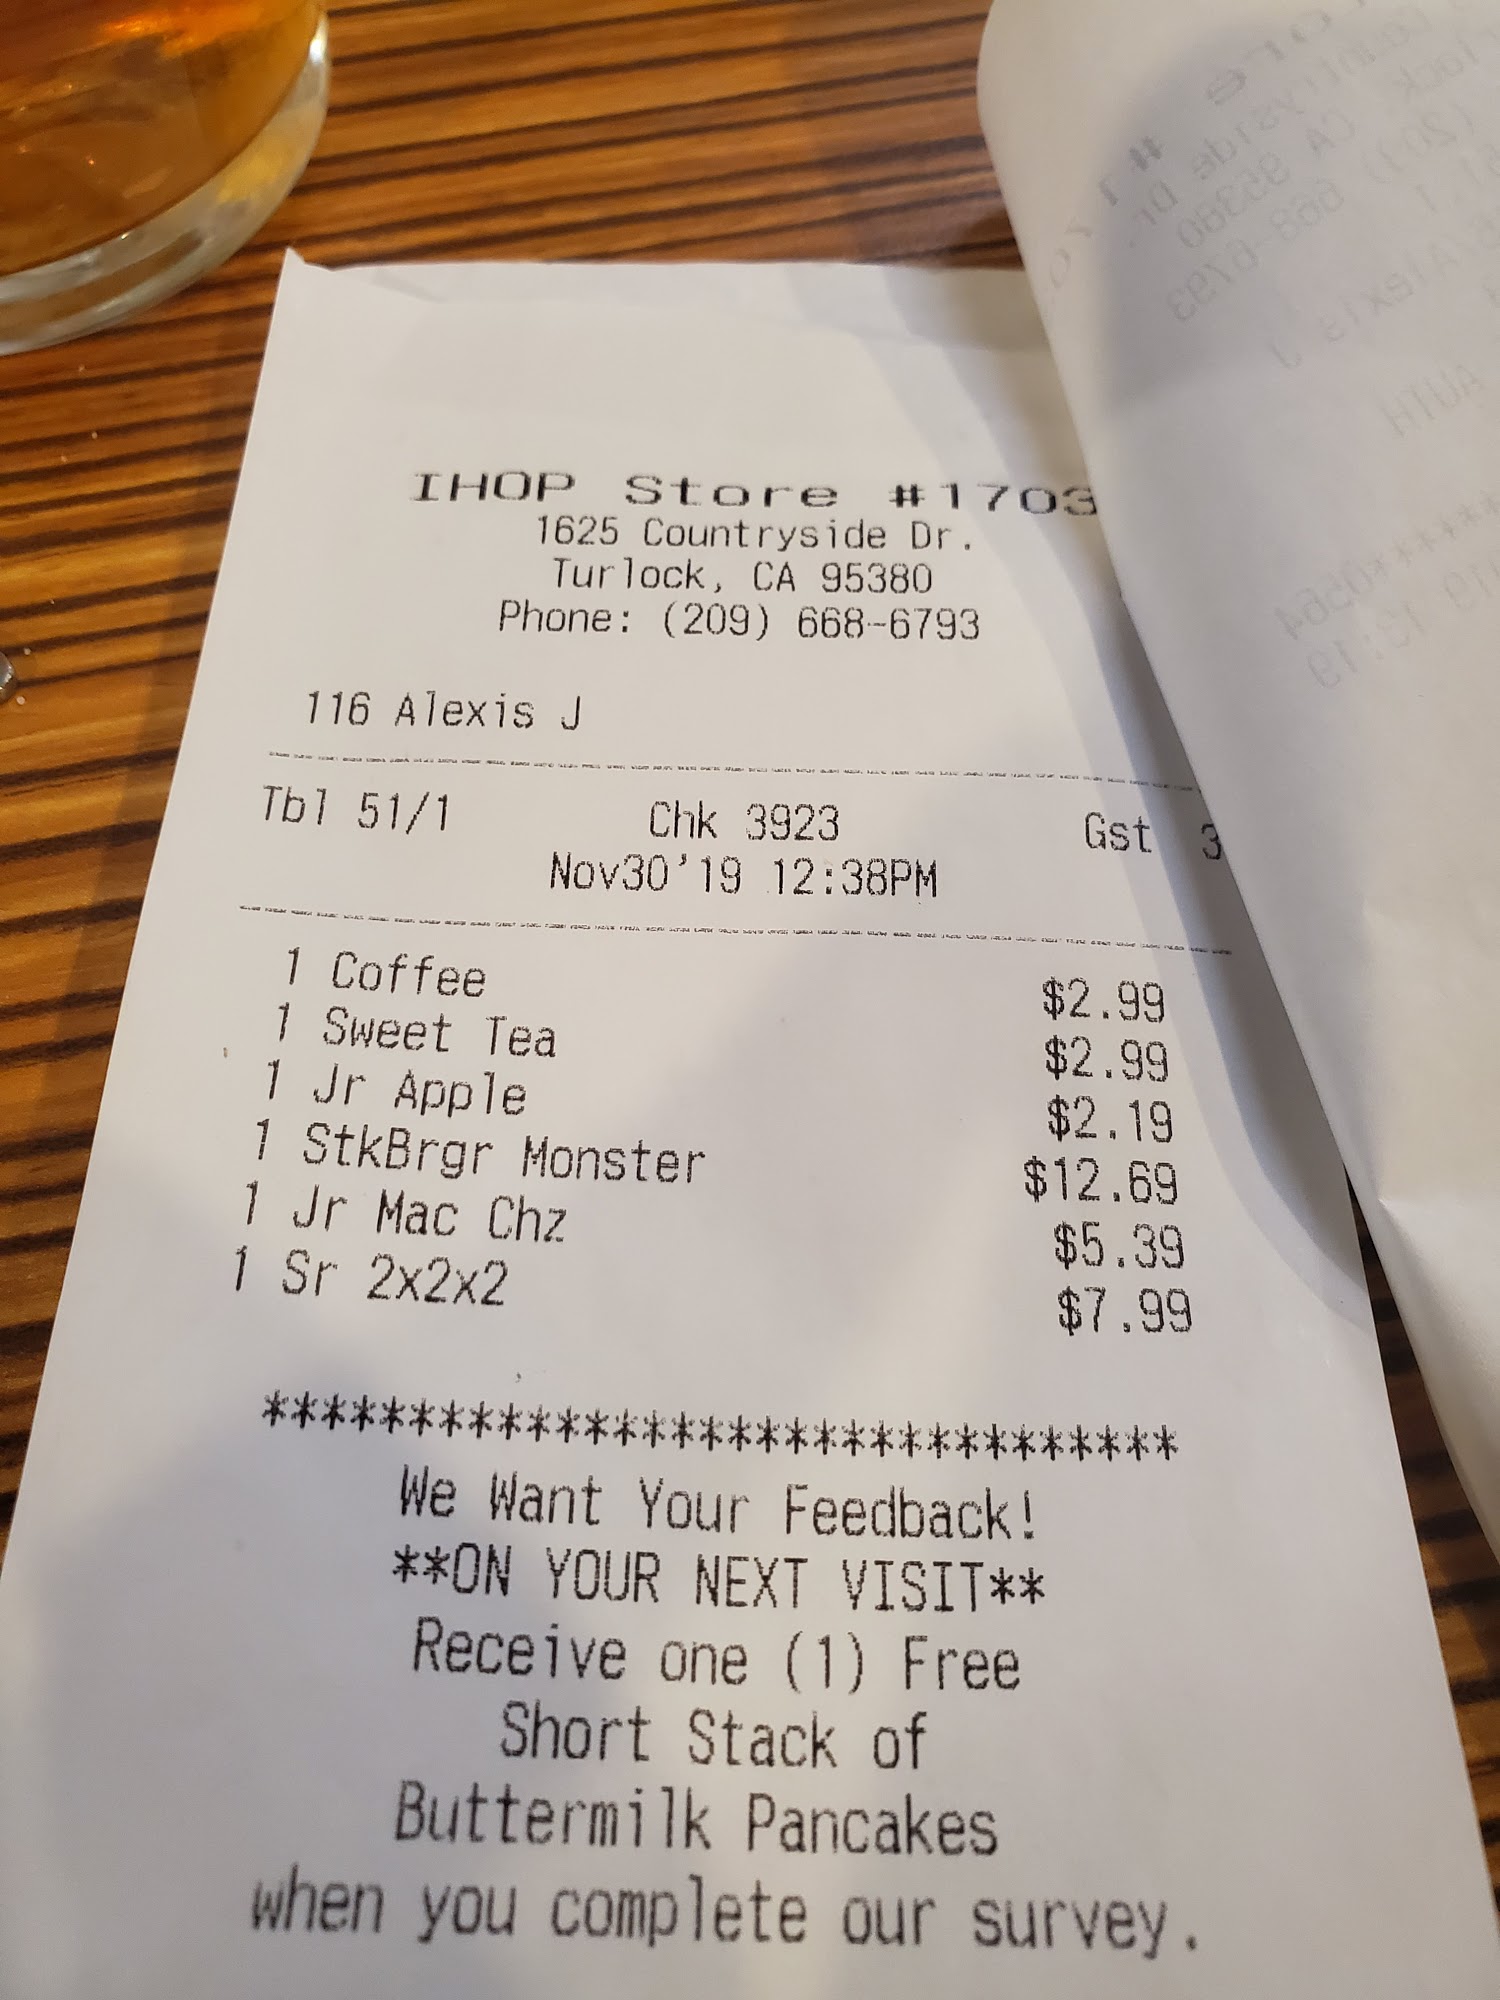 IHOP Store #1703
1625 Countryside Dr.
Turlock, CA 95380
Phone: (209) 668-6793
116 Alexis J
Tbl 51/1 Chk 3923 Gst 3
Nov30'19 12:38PM
1 Coffee $2.99
1 Sweet Tea $2.99
1 Jr Apple $2.19
1 StkBrgr Monster $12.69
1 Jr Mac Chz $5.39
1 Sr 2x2x2 $7.99
********************************
We Want Your Feedback!
**ON YOUR NEXT VISIT**
Receive one (1) Free
Short Stack of
Buttermilk Pancakes
when you complete our survey.